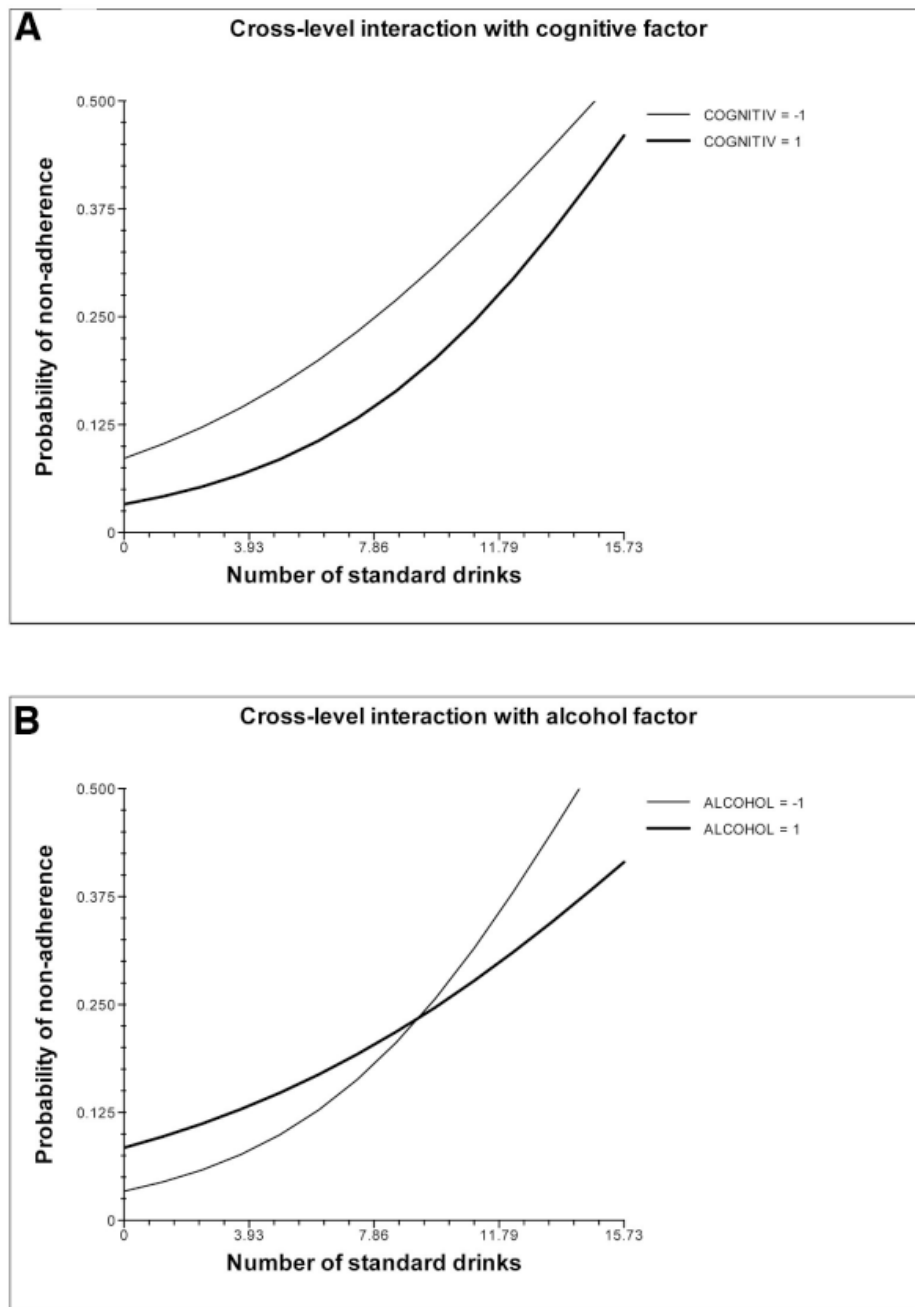 A
Cross-level interaction with cognitive factor
0.500
0.375
0.250
0.125
0
Probability of non-adherence
COGNITIV = -1
COGNITIV = 1
0 3.93 7.86 11.79 15.73
Number of standard drinks
B
Cross-level interaction with alcohol factor
0.500
0.375
0.250
0.125
0
Probability of non-adherence
ALCOHOL = -1
ALCOHOL = 1
0 3.93 7.86 11.79 15.73
Number of standard drinks